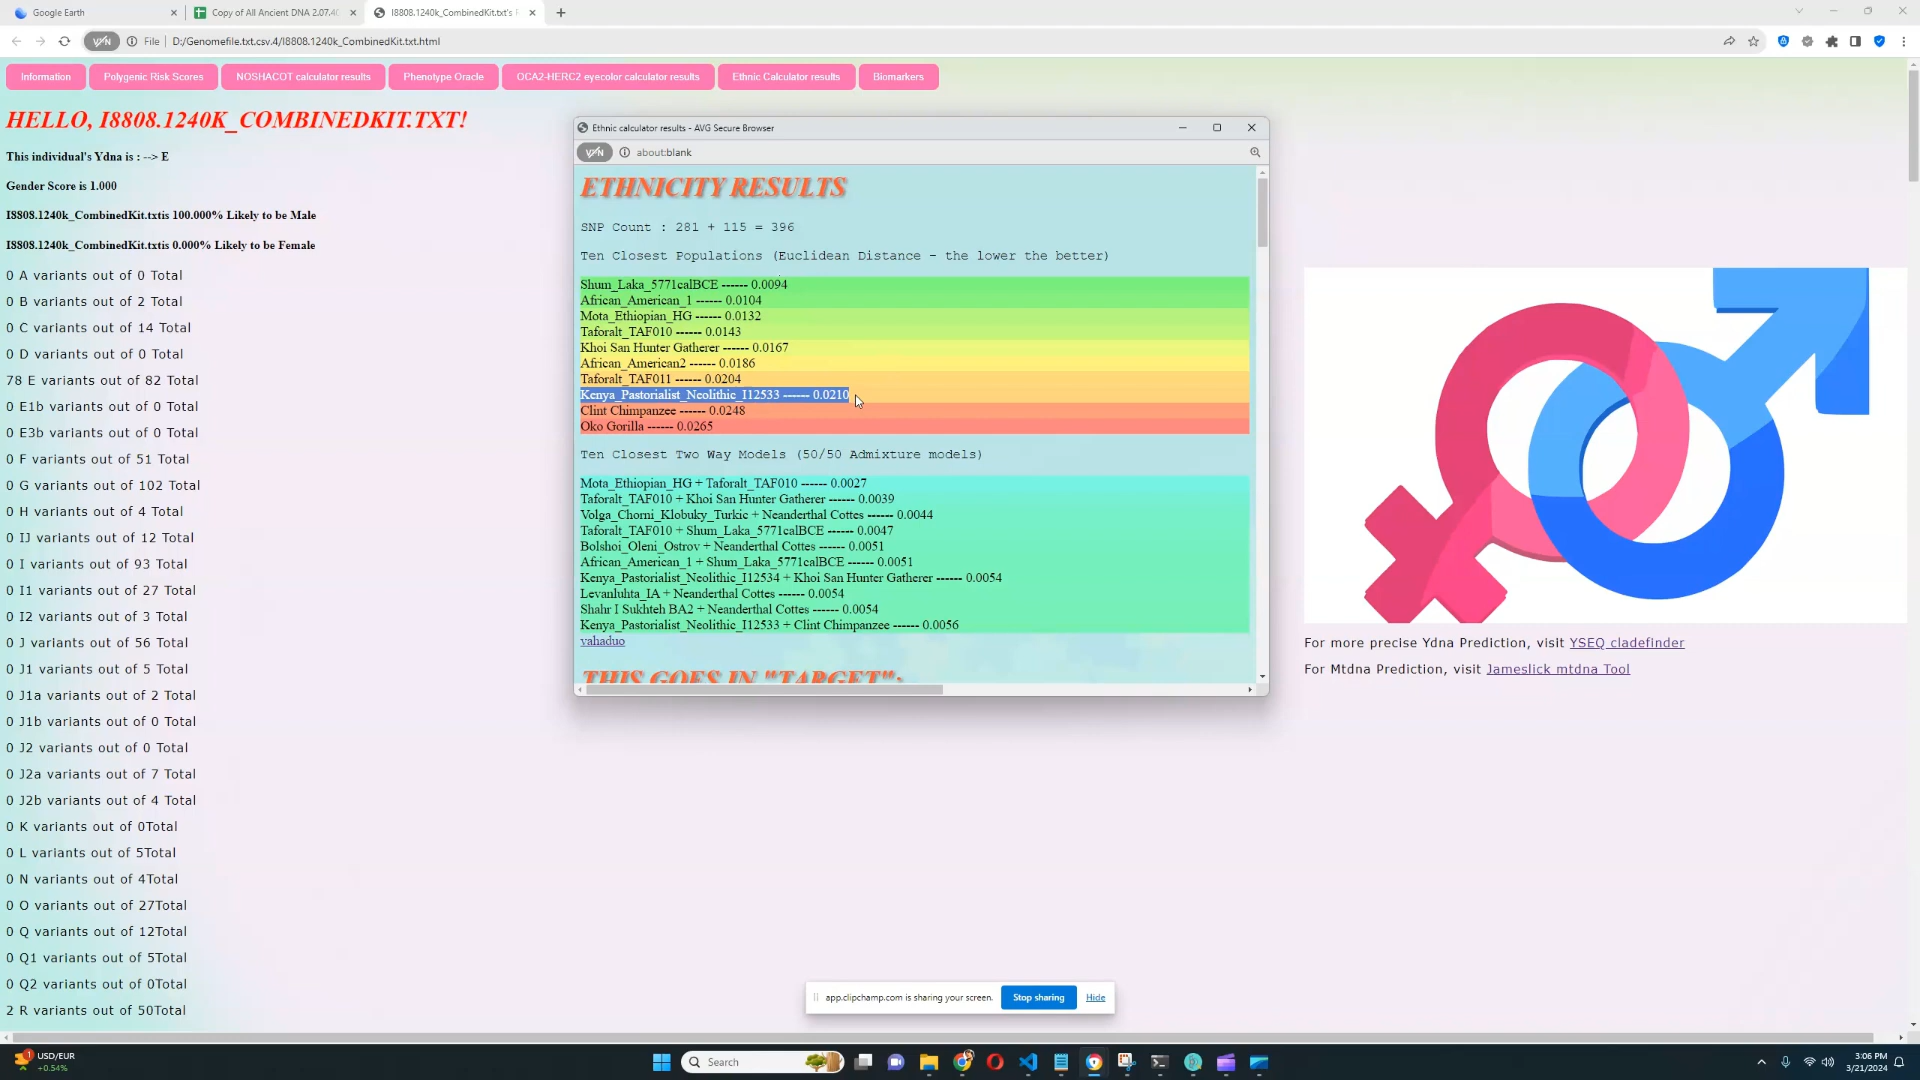 Google Earth
Copy of All Ancient DNA 2.07.40
I8808.1240k_CombinedKit.txt's
VPN
File
D:/Genomefile.txt.csv.4/I8808.1240k_CombinedKit.txt.html
Information
Polygenic Risk Scores
NOSHACOT calculator results
Phenotype Oracle
OCA2-HERC2 eyecolor calculator results
Ethnic Calculator results
Biomarkers
HELLO, I8808.1240K_COMBINEDKIT.TXT!
This individual's Ydna is : --> E
Gender Score is 1.000
I8808.1240k_CombinedKit.txtis 100.000% Likely to be Male
I8808.1240k_CombinedKit.txtis 0.000% Likely to be Female
0 A variants out of 0 Total
0 B variants out of 2 Total
0 C variants out of 14 Total
0 D variants out of 0 Total
78 E variants out of 82 Total
0 E1b variants out of 0 Total
0 E3b variants out of 0 Total
0 F variants out of 51 Total
0 G variants out of 102 Total
0 H variants out of 4 Total
0 IJ variants out of 12 Total
0 I variants out of 93 Total
0 I1 variants out of 27 Total
0 I2 variants out of 3 Total
0 J variants out of 56 Total
0 J1 variants out of 5 Total
0 J1a variants out of 2 Total
0 J1b variants out of 0 Total
0 J2 variants out of 0 Total
0 J2a variants out of 7 Total
0 J2b variants out of 4 Total
0 K variants out of 0Total
0 L variants out of 5Total
0 N variants out of 4Total
0 O variants out of 27Total
0 Q variants out of 12Total
0 Q1 variants out of 5Total
0 Q2 variants out of 0Total
2 R variants out of 50Total
Ethnic calculator results - AVG Secure Browser
VPN
about:blank
ETHNICITY RESULTS
SNP Count : 281 + 115 = 396
Ten Closest Populations (Euclidean Distance - the lower the better)
Shum_Laka_5771calBCE ------ 0.0094
African_American_1 ------ 0.0104
Mota_Ethiopian_HG ------ 0.0132
Taforalt_TAF010 ------ 0.0143
Khoi San Hunter Gatherer ------ 0.0167
African_American2 ------ 0.0186
Taforalt_TAF011 ------ 0.0204
Kenya_Pastorialist_Neolithic_I12533 ------ 0.0210
Clint Chimpanzee ------ 0.0248
Oko Gorilla ------ 0.0265
Ten Closest Two Way Models (50/50 Admixture models)
Mota_Ethiopian_HG + Taforalt_TAF010 ------ 0.0027
Taforalt_TAF010 + Khoi San Hunter Gatherer ------ 0.0039
Volga_Chorni_Klobuky_Turkic + Neanderthal Cottes ------ 0.0044
Taforalt_TAF010 + Shum_Laka_5771calBCE ------ 0.0047
Bolshoi_Oleni_Ostrov + Neanderthal Cottes ------ 0.0051
African_American_1 + Shum_Laka_5771calBCE ------ 0.0051
Kenya_Pastorialist_Neolithic_I12534 + Khoi San Hunter Gatherer ------ 0.0054
Levanluhta_IA + Neanderthal Cottes ------ 0.0054
Shahr I Sukhteh BA2 + Neanderthal Cottes ------ 0.0054
Kenya_Pastorialist_Neolithic_I12533 + Clint Chimpanzee ------ 0.0056
vahaduo
THIS GOES IN "TARGET":
For more precise Ydna Prediction, visit YSEQ cladefinder
For Mtdna Prediction, visit Jameslick mtdna Tool
app.clipchamp.com is sharing your screen.
Stop sharing
Hide
1
USD/EUR
+0.54%
Search
3:06 PM
3/21/2024